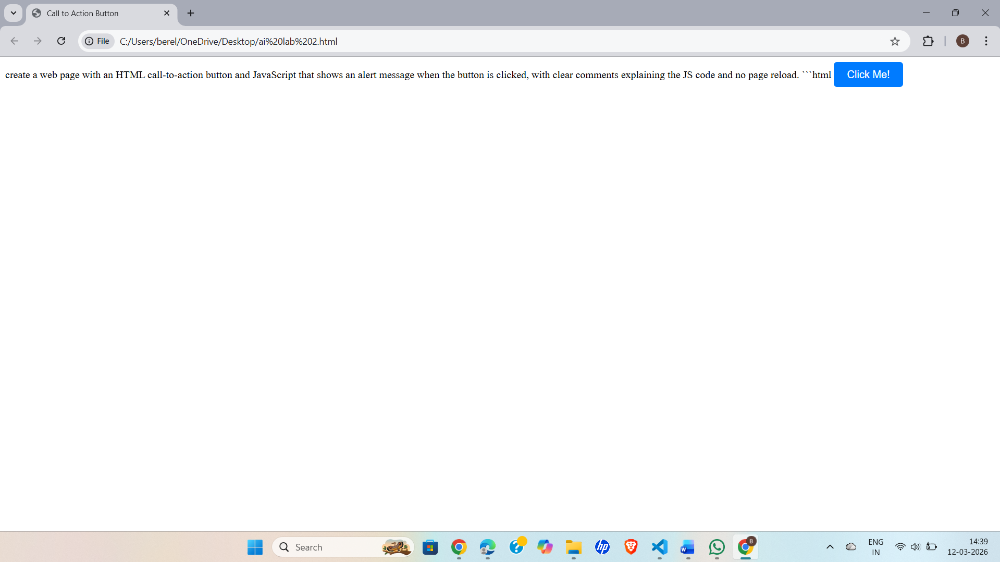 Call to Action Button
File
C:/Users/berel/OneDrive/Desktop/ai%20lab%202.html
B
create a web page with an HTML call-to-action button and JavaScript that shows an alert message when the button is clicked, with clear comments explaining the JS code and no page reload. ```html Click Me!
Search
hp
W
B
ENG
IN
14:39
12-03-2026